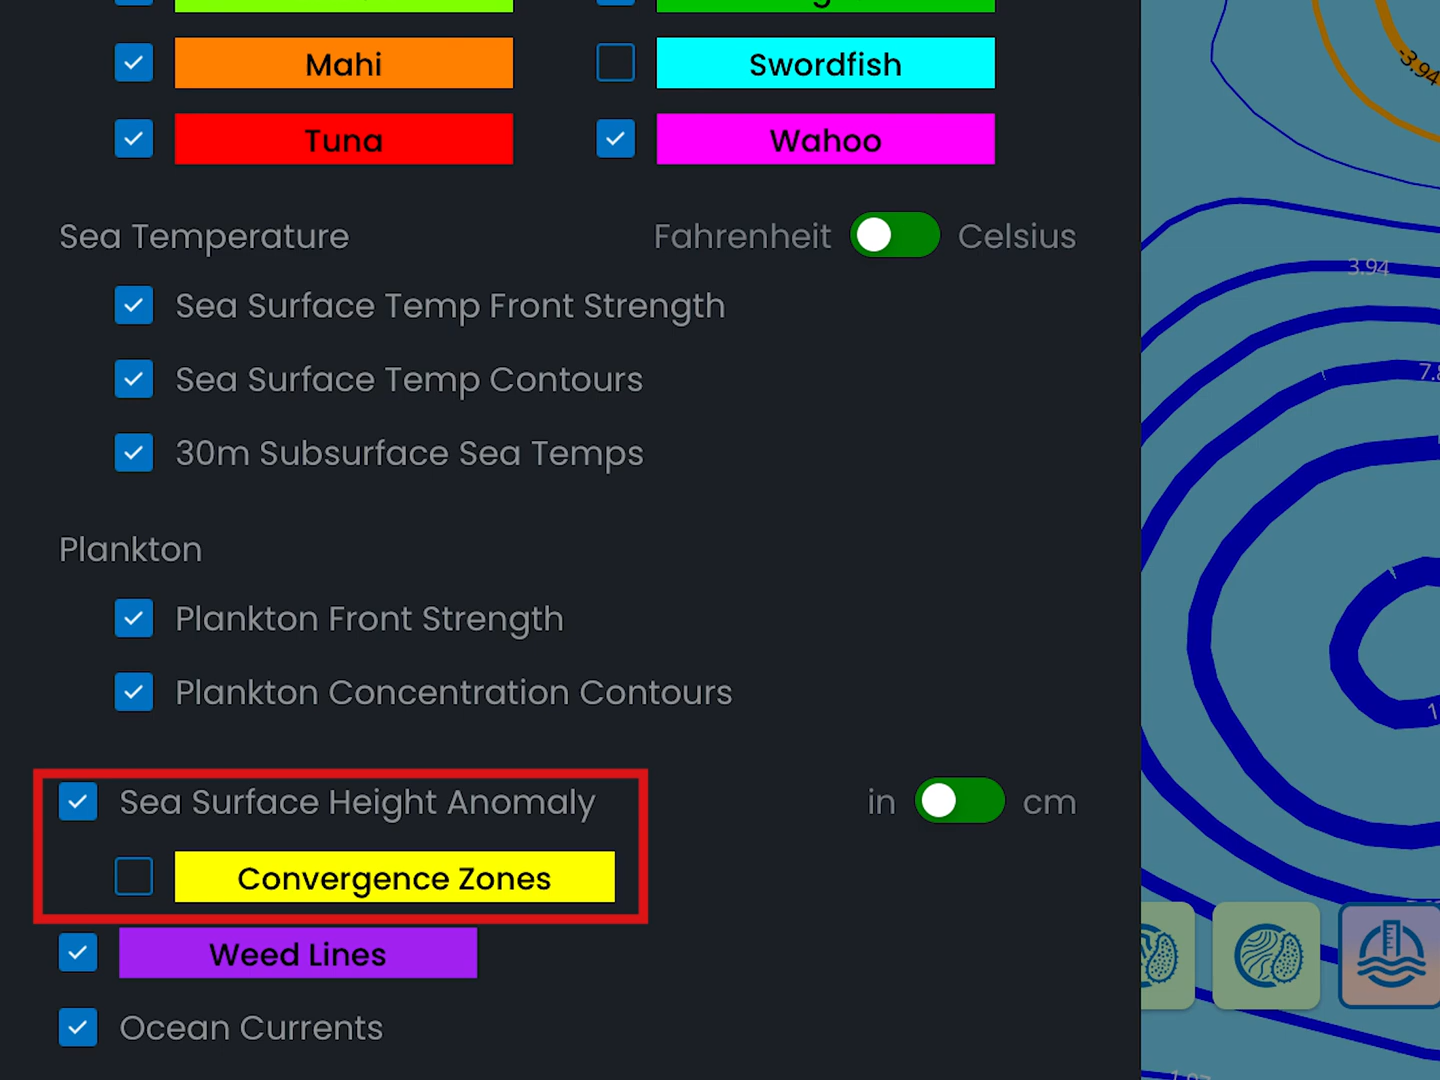 Mahi
Swordfish
-3.94
Tuna
Wahoo
Sea Temperature
Fahrenheit
Celsius
3.94
Sea Surface Temp Front Strength
Sea Surface Temp Contours
30m Subsurface Sea Temps
Plankton
Plankton Front Strength
Plankton Concentration Contours
Sea Surface Height Anomaly
in
cm
Convergence Zones
Weed Lines
Ocean Currents